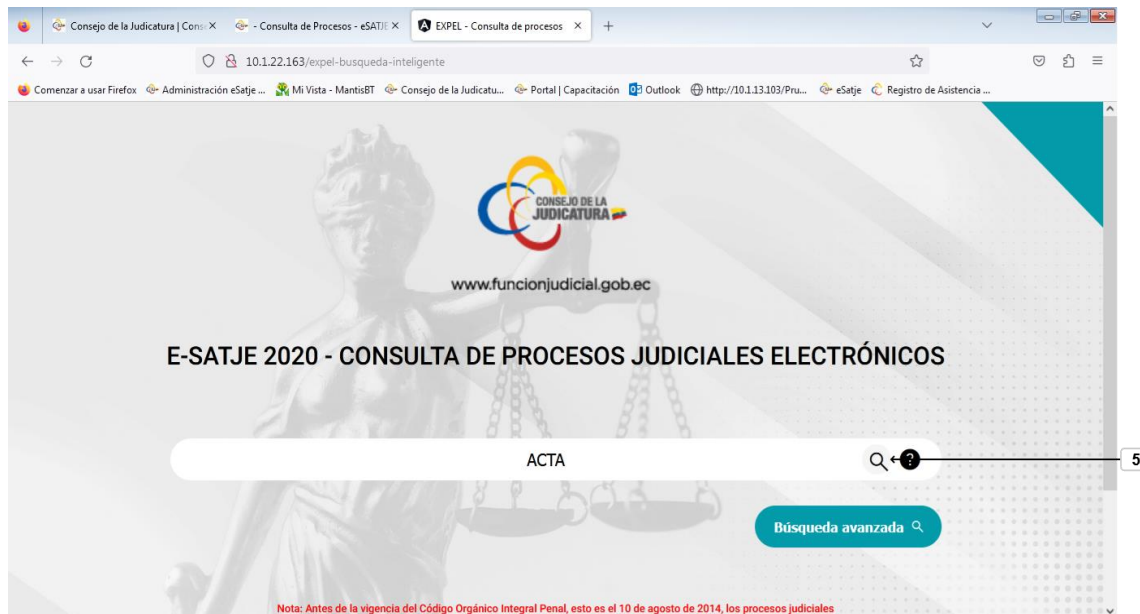 Consejo de la Judicatura | Conse
- Consulta de Procesos - eSATJE
EXPEL - Consulta de procesos
10.1.22.163/expel-busqueda-inteligente
Comenzar a usar Firefox
Administración eSatje ...
Mi Vista - MantisBT
Consejo de la Judicatu...
Portal | Capacitación
Outlook
http://10.1.13.103/Pru...
eSatje
Registro de Asistencia ...
CONSEJO DE LA
JUDICATURA
www.funcionjudicial.gob.ec
E-SATJE 2020 - CONSULTA DE PROCESOS JUDICIALES ELECTRÓNICOS
ACTA
?
5
Búsqueda avanzada
Nota: Antes de la vigencia del Código Orgánico Integral Penal, esto es el 10 de agosto de 2014, los procesos judiciales